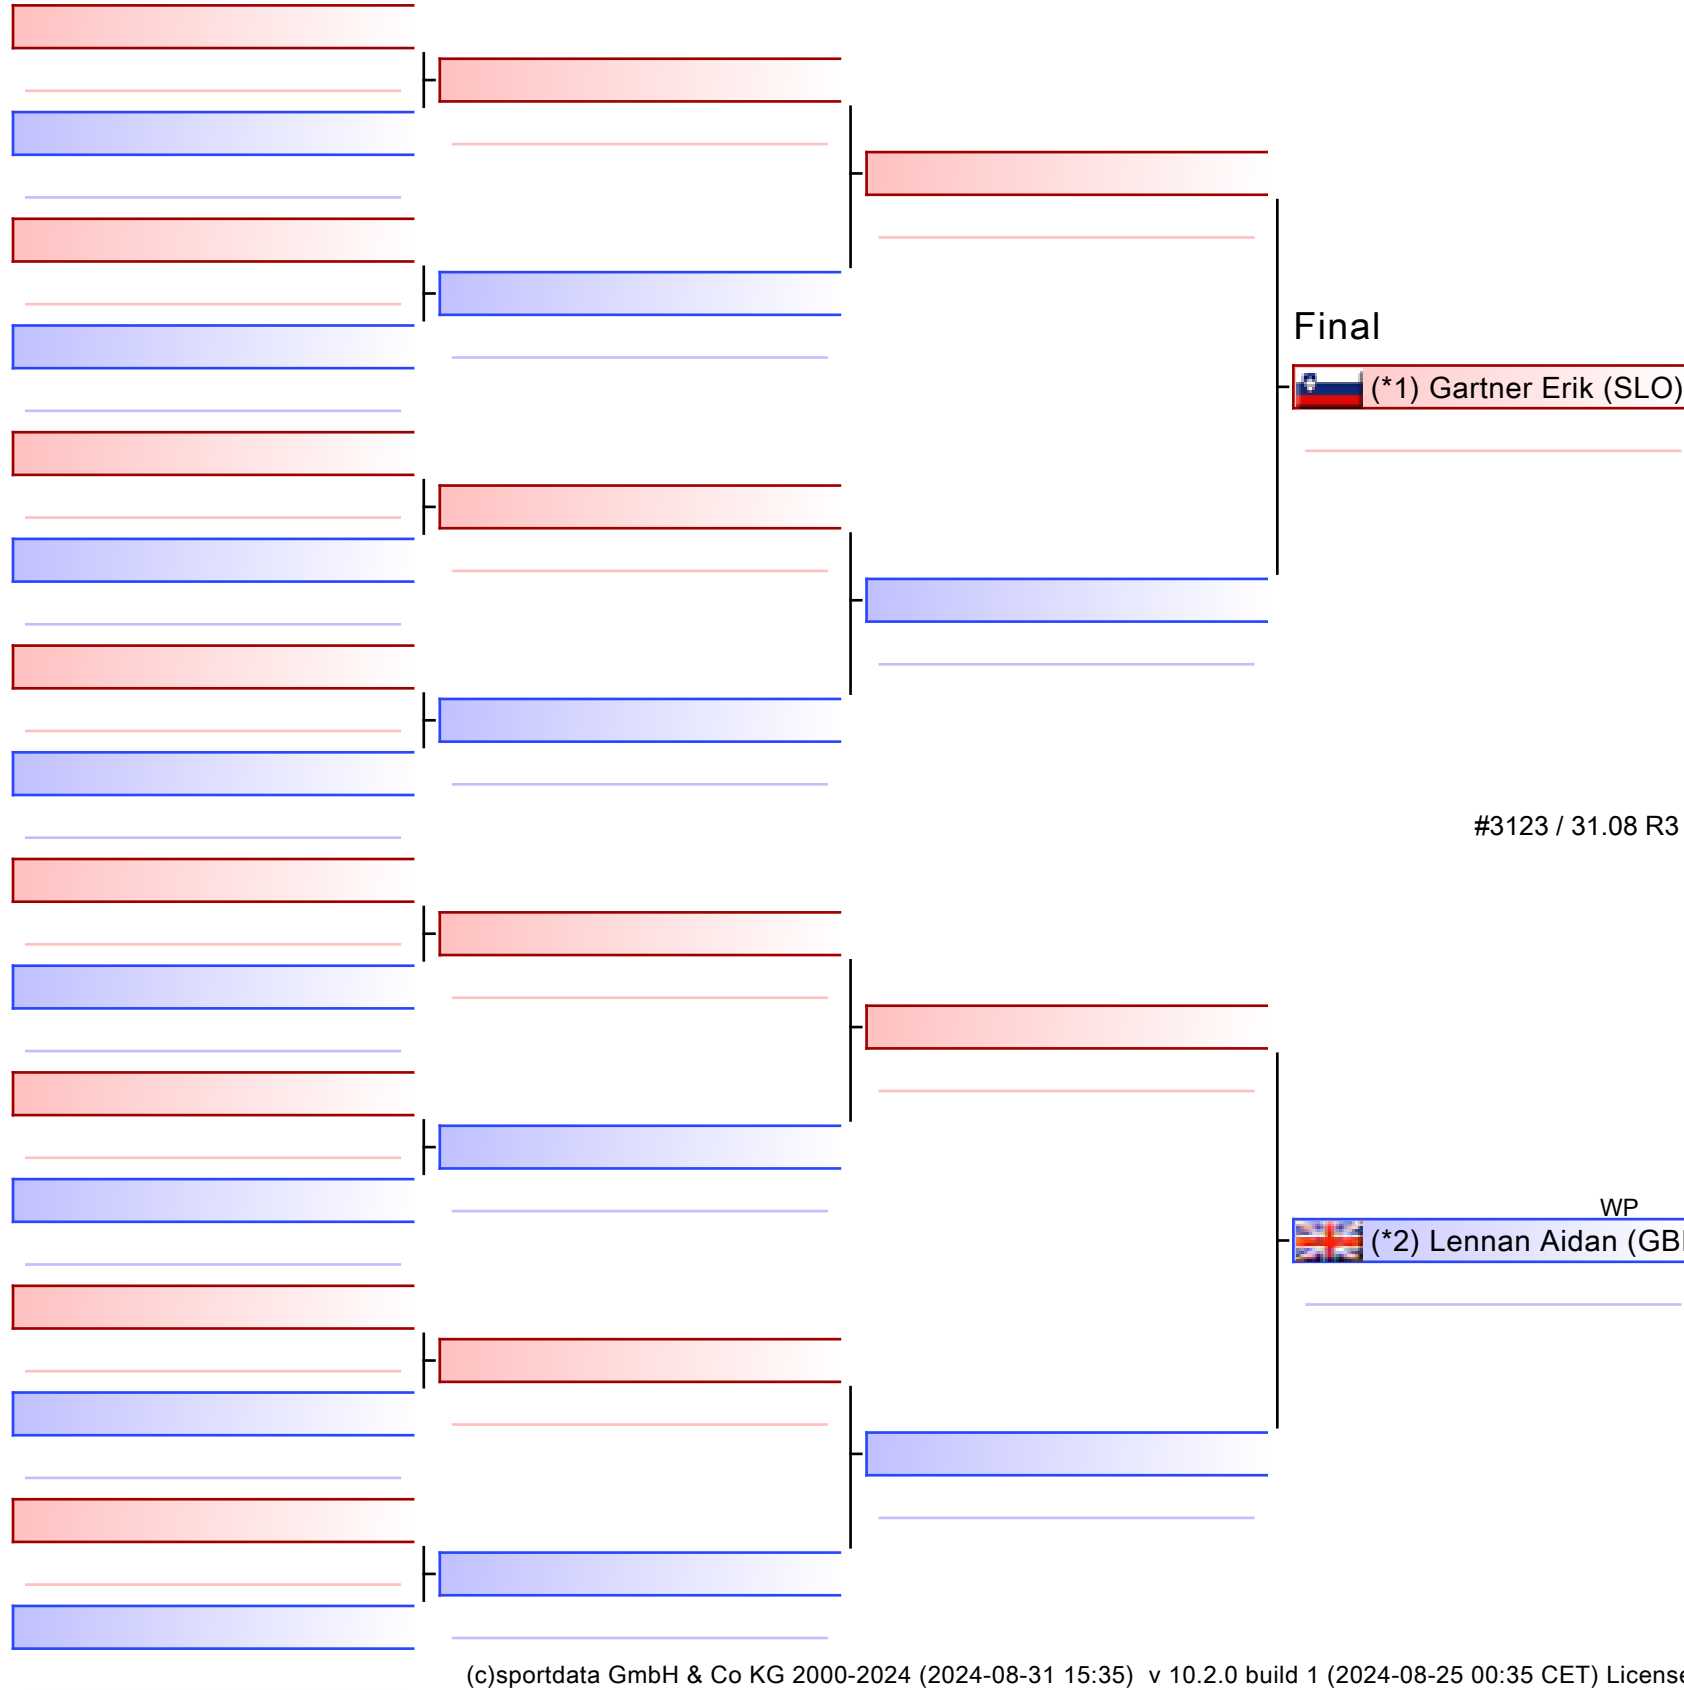 Final
(*1) Gartner Erik (SLO)
#3123 / 31.08 R3
WP
(*2) Lennan Aidan (GB
(c)sportdata GmbH & Co KG 2000-2024 (2024-08-31 15:35) v 10.2.0 build 1 (2024-08-25 00:35 CET) License